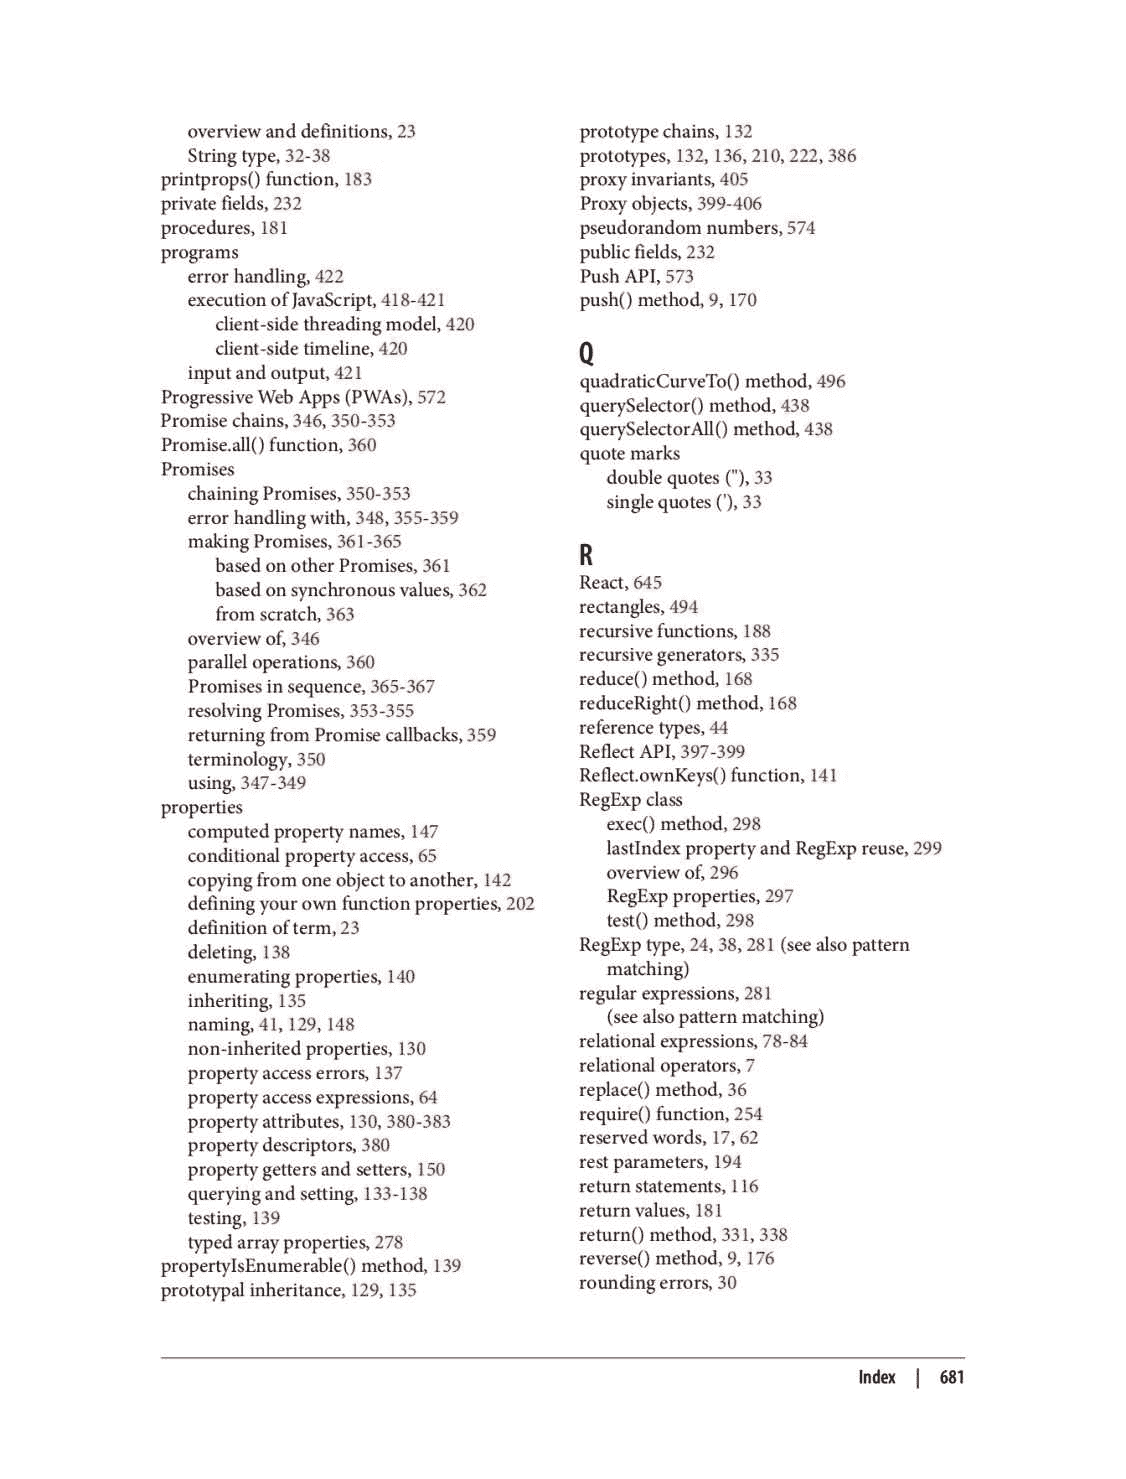 overview and definitions, 23
String type, 32-38
printprops() function, 183
private fields, 232
procedures, 181
programs
error handling, 422
execution of JavaScript, 418-421
client-side threading model, 420
client-side timeline, 420
input and output, 421
Progressive Web Apps (PWAs), 572
Promise chains, 346, 350-353
Promise.all() function, 360
Promises
chaining Promises, 350-353
error handling with, 348, 355-359
making Promises, 361-365
based on other Promises, 361
based on synchronous values, 362
from scratch, 363
overview of, 346
parallel operations, 360
Promises in sequence, 365-367
resolving Promises, 353-355
returning from Promise callbacks, 359
terminology, 350
using, 347-349
properties
computed property names, 147
conditional property access, 65
copying from one object to another, 142
defining your own function properties, 202
definition of term, 23
deleting, 138
enumerating properties, 140
inheriting, 135
naming, 41, 129, 148
non-inherited properties, 130
property access errors, 137
property access expressions, 64
property attributes, 130, 380-383
property descriptors, 380
property getters and setters, 150
querying and setting, 133-138
testing, 139
typed array properties, 278
propertyIsEnumerable() method, 139
prototypal inheritance, 129, 135
prototype chains, 132
prototypes, 132, 136, 210, 222, 386
proxy invariants, 405
Proxy objects, 399-406
pseudorandom numbers, 574
public fields, 232
Push API, 573
push() method, 9, 170
Q
quadraticCurveTo() method, 496
querySelector() method, 438
querySelectorAll() method, 438
quote marks
double quotes ("), 33
single quotes ('), 33
R
React, 645
rectangles, 494
recursive functions, 188
recursive generators, 335
reduce() method, 168
reduceRight() method, 168
reference types, 44
Reflect API, 397-399
Reflect.ownKeys() function, 141
RegExp class
exec() method, 298
lastIndex property and RegExp reuse, 299
overview of, 296
RegExp properties, 297
test() method, 298
RegExp type, 24, 38, 281 (see also pattern
matching)
regular expressions, 281
(see also pattern matching)
relational expressions, 78-84
relational operators, 7
replace() method, 36
require() function, 254
reserved words, 17, 62
rest parameters, 194
return statements, 116
return values, 181
return() method, 331, 338
reverse() method, 9, 176
rounding errors, 30
Index | 681